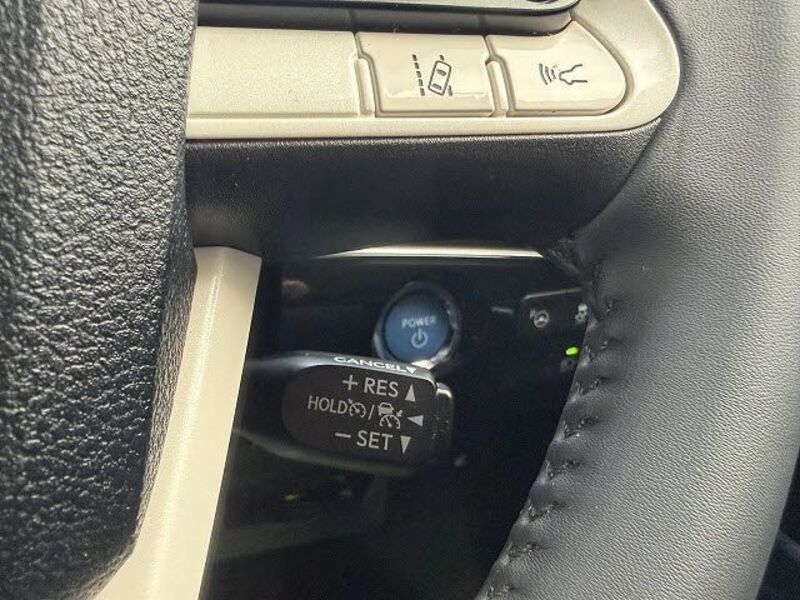 POWER
CANCEL▼
+ RES ▲
HOLD / ◀
− SET ▼